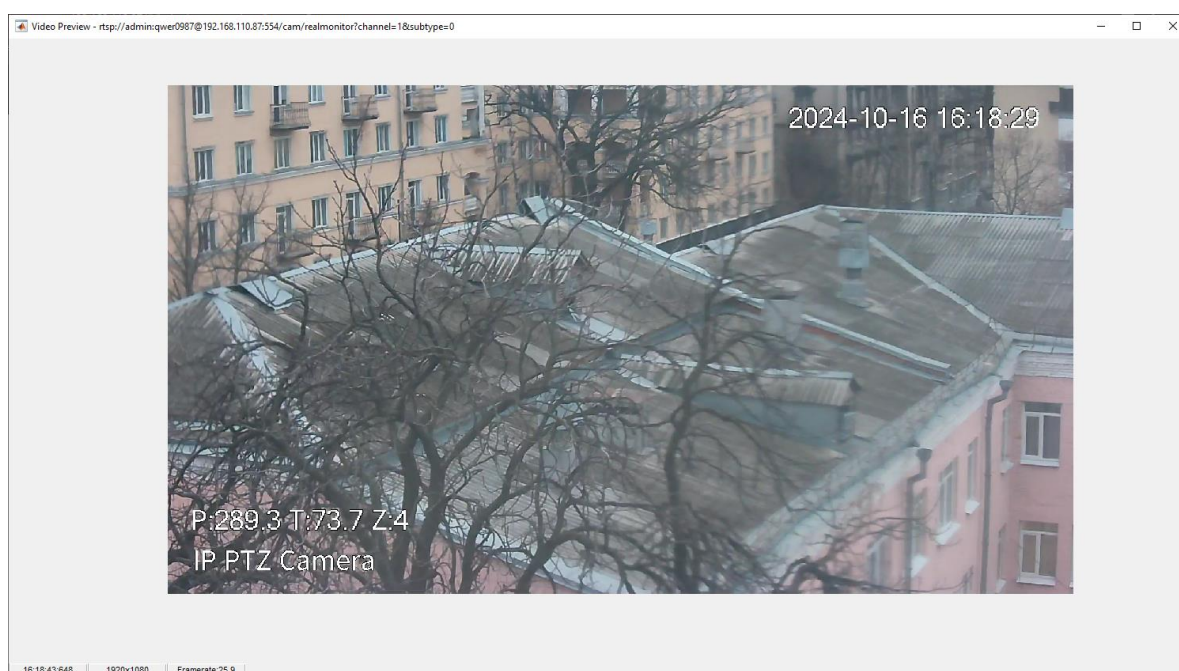 Video Preview - rtsp://admin:qwer0987@192.168.110.87:554/cam/realmonitor?channel=1&subtype=0
2024-10-16 16:18:29
P:289.3 T:73.7 Z:4
IP PTZ Camera
16:18:43:648 1920x1080 Framerate:25.9